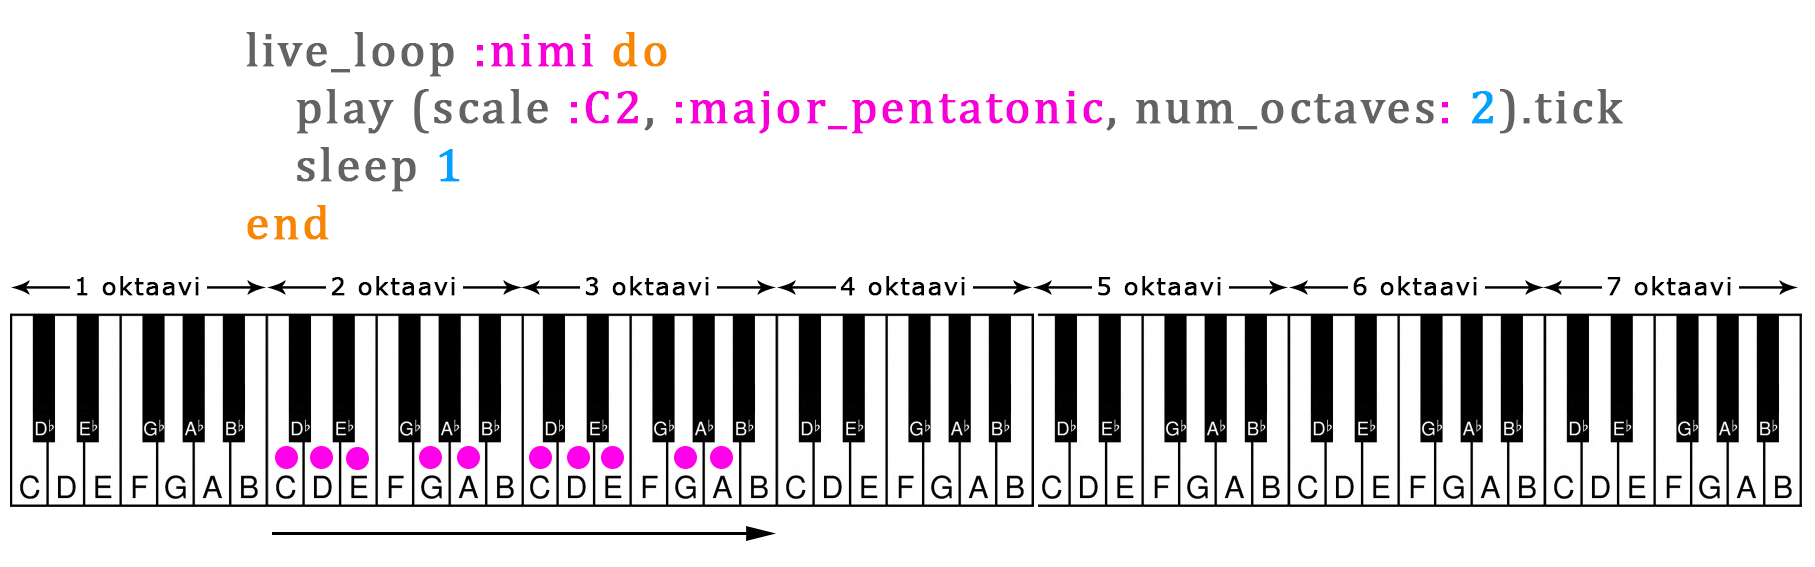 live_loop :nimi do
play (scale :C2, :major_pentatonic, num_octaves: 2).tick
sleep 1
end
1 oktaavi 2 oktaavi 3 oktaavi 4 oktaavi 5 oktaavi 6 oktaavi 7 oktaavi
D♭ E♭ G♭ A♭ B♭ D♭ E♭ G♭ A♭ B♭ D♭ E♭ G♭ A♭ B♭ D♭ E♭ G♭ A♭ B♭ D♭ E♭ G♭ A♭ B♭ D♭ E♭ G♭ A♭ B♭ D♭ E♭ G♭ A♭ B♭
C D E F G A B C D E F G A B C D E F G A B C D E F G A B C D E F G A B C D E F G A B C D E F G A B